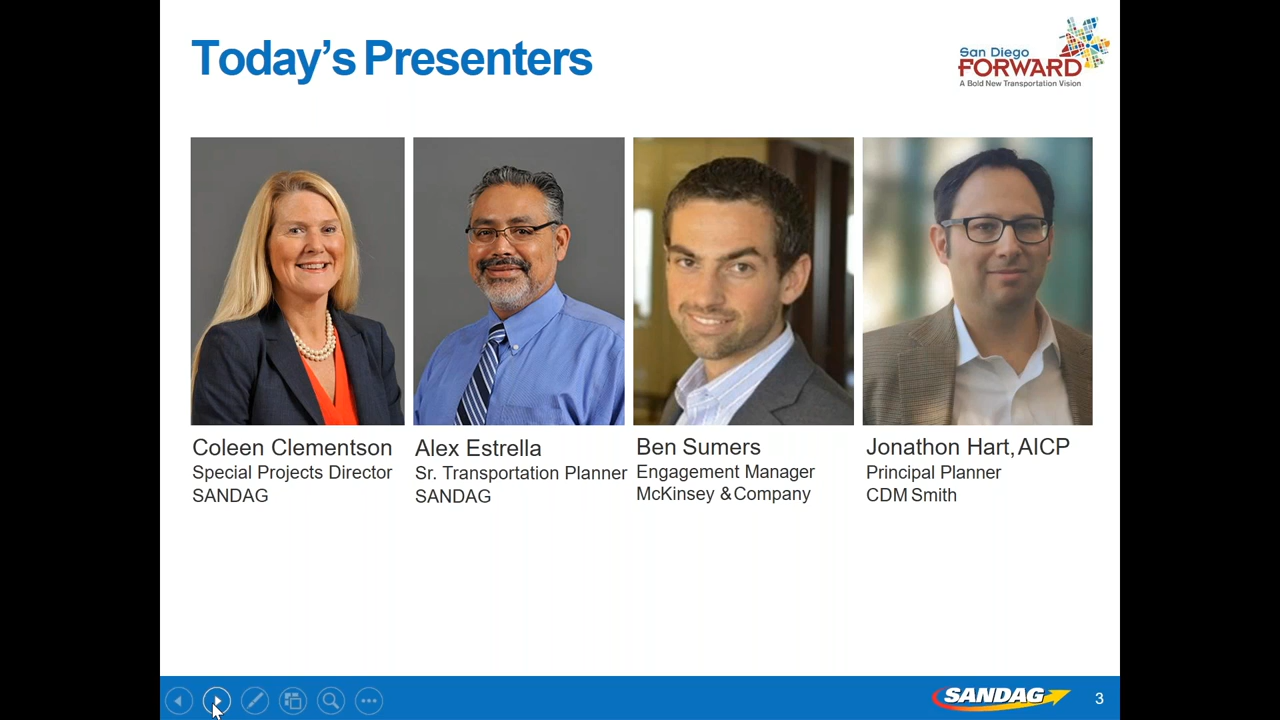 Today's Presenters
San Diego
FORWARD
A Bold New Transportation Vision
Coleen Clementson
Special Projects Director
SANDAG
Alex Estrella
Sr. Transportation Planner
SANDAG
Ben Sumers
Engagement Manager
McKinsey & Company
Jonathon Hart, AICP
Principal Planner
CDM Smith
SANDAG
3